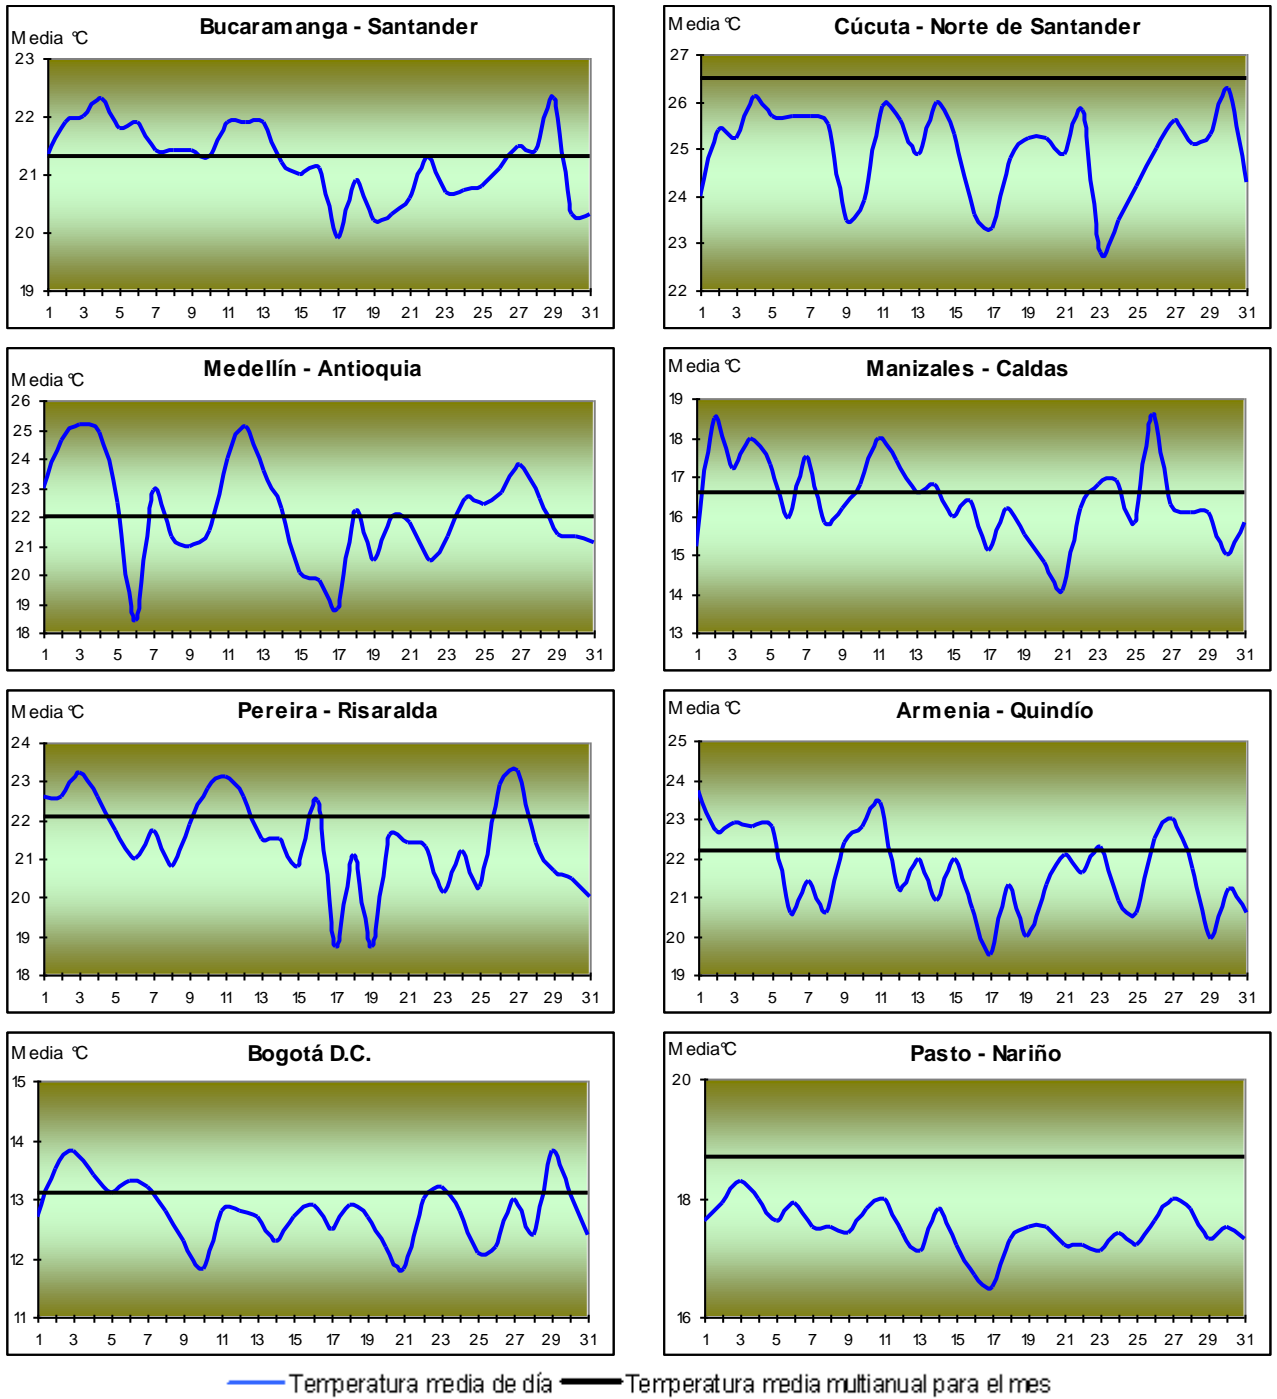 Bucaramanga - Santander
Media °C
23
22
21
20
19
1 3 5 7 9 11 13 15 17 19 21 23 25 27 29 31
Cúcuta - Norte de Santander
Media °C
27
26
25
24
23
22
1 3 5 7 9 11 13 15 17 19 21 23 25 27 29 31
Medellín - Antioquia
Media °C
26
25
24
23
22
21
20
19
18
1 3 5 7 9 11 13 15 17 19 21 23 25 27 29 31
Manizales - Caldas
Media °C
19
18
17
16
15
14
13
1 3 5 7 9 11 13 15 17 19 21 23 25 27 29 31
Pereira - Risaralda
Media °C
24
23
22
21
20
19
18
1 3 5 7 9 11 13 15 17 19 21 23 25 27 29 31
Armenia - Quindío
Media °C
25
24
23
22
21
20
19
1 3 5 7 9 11 13 15 17 19 21 23 25 27 29 31
Bogotá D.C.
Media °C
15
14
13
12
11
1 3 5 7 9 11 13 15 17 19 21 23 25 27 29 31
Pasto - Nariño
Media°C
20
18
16
1 3 5 7 9 11 13 15 17 19 21 23 25 27 29 31
Temperatura media de día Temperatura media multianual para el mes